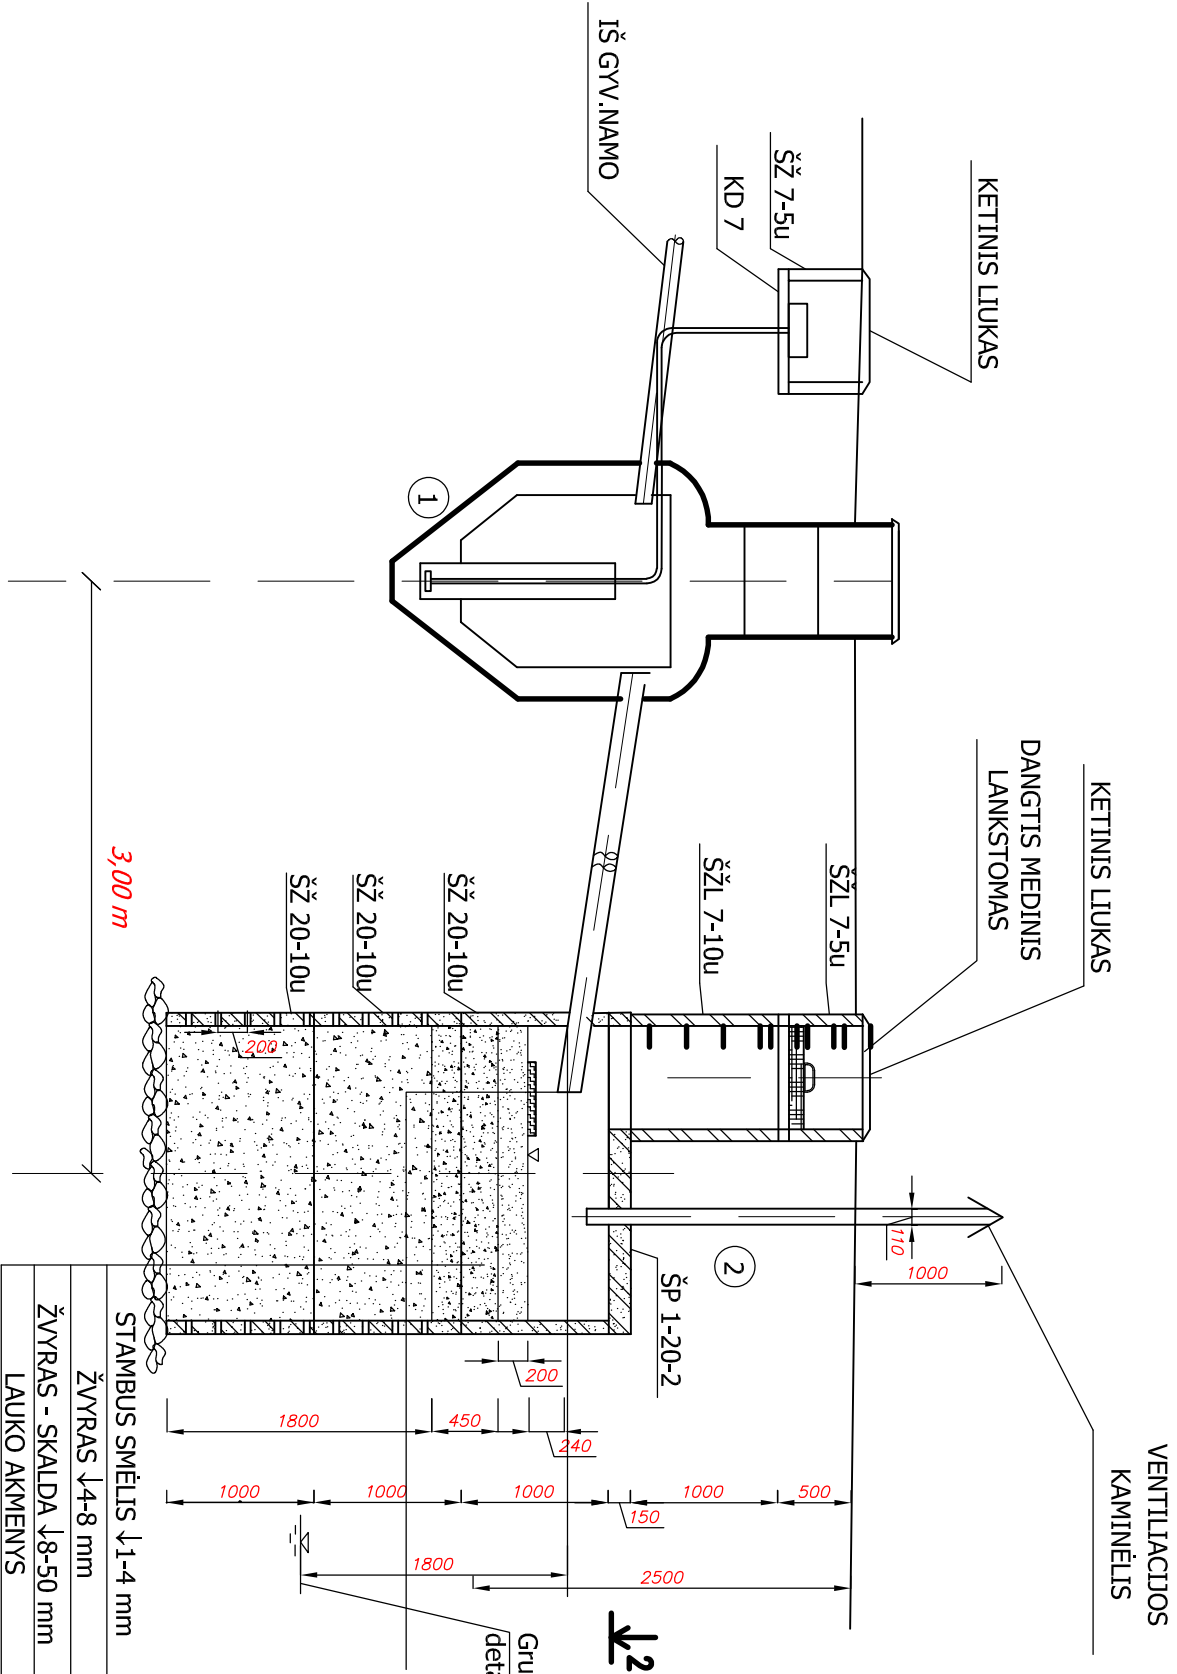 IŠ GYV.NAMO
ŠŽ 7-5u
KD 7
KETINIS LIUKAS
1
DANGTIS MEDINIS
LANKSTOMAS
KETINIS LIUKAS
ŠŽL 7-5u
ŠŽL 7-10u
ŠŽ 20-10u
ŠŽ 20-10u
ŠŽ 20-10u
3,00 m
200
2
ŠP 1-20-2
110
1000
VENTILIACIJOS
KAMINĖLIS
200
240
1800
450
1000
1000
1000
150
1000
500
1800
2500
2
STAMBUS SMĖLIS ↓1-4 mm
ŽVYRAS ↓4-8 mm
ŽVYRAS - SKALDA ↓8-50 mm
LAUKO AKMENYS